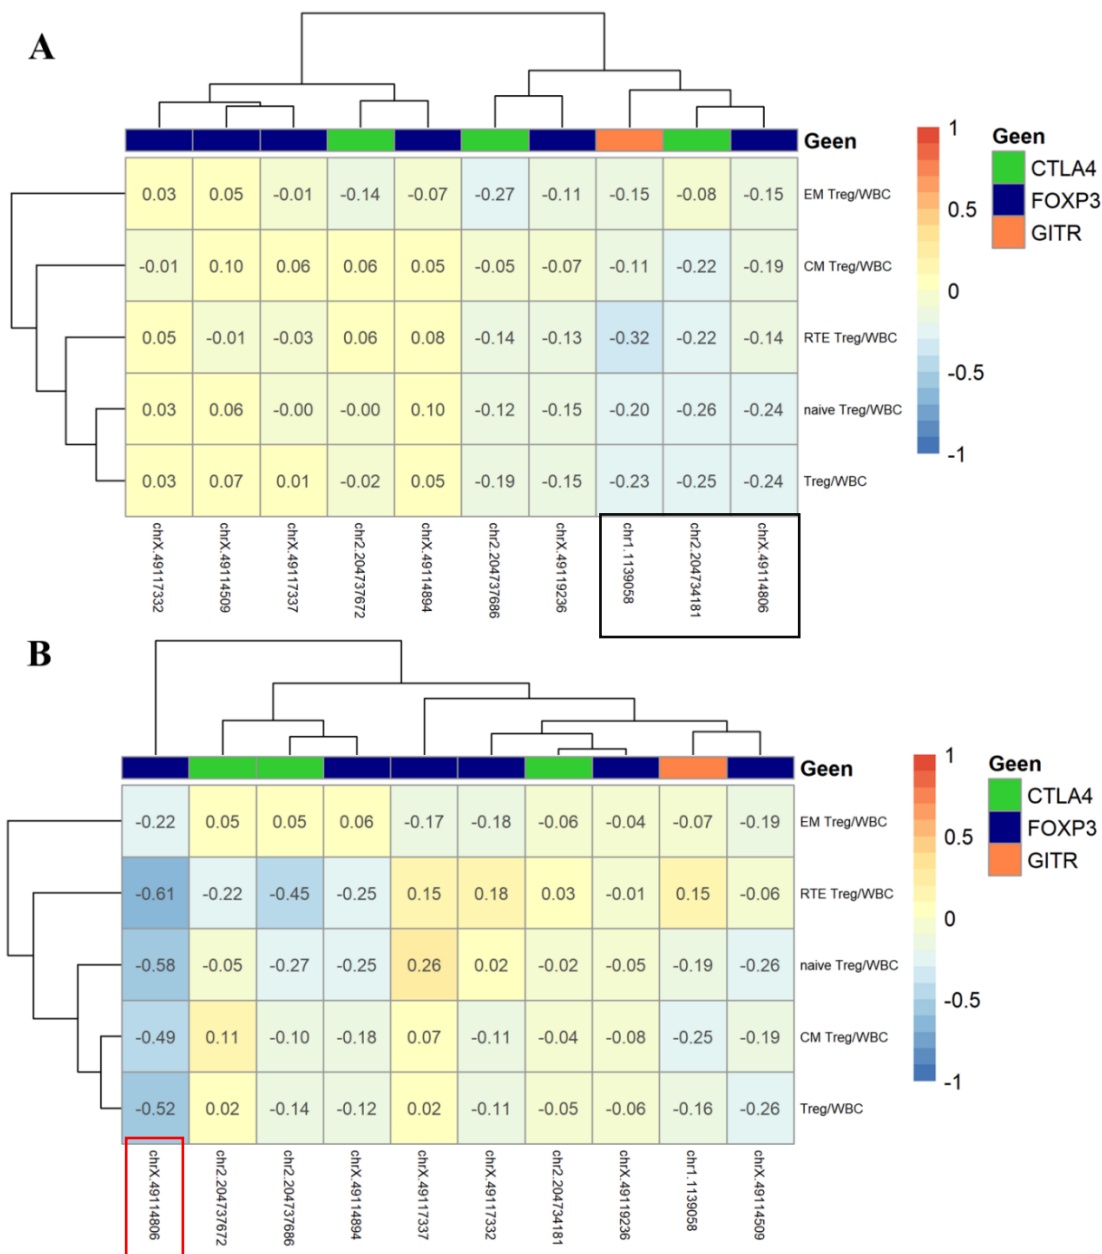 A
Geen
0.03 0.05 -0.01 -0.14 -0.07 -0.27 -0.11 -0.15 -0.08 -0.15 EM Treg/WBC
-0.01 0.10 0.06 0.06 0.05 -0.05 -0.07 -0.11 -0.22 -0.19 CM Treg/WBC
0.05 -0.01 -0.03 0.06 0.08 -0.14 -0.13 -0.32 -0.22 -0.14 RTE Treg/WBC
0.03 0.06 -0.00 -0.00 0.10 -0.12 -0.15 -0.20 -0.26 -0.24 naive Treg/WBC
0.03 0.07 0.01 -0.02 0.05 -0.19 -0.15 -0.23 -0.25 -0.24 Treg/WBC
chrX.49117332
chrX.49114509
chrX.49117337
chr2.204737672
chrX.49114894
chr2.204737686
chrX.49119236
chr1.1139058
chr2.204734181
chrX.49114806
1
0.5
0
-0.5
-1
Geen
CTLA4
FOXP3
GITR
B
Geen
-0.22 0.05 0.05 0.06 -0.17 -0.18 -0.06 -0.04 -0.07 -0.19 EM Treg/WBC
-0.61 -0.22 -0.45 -0.25 0.15 0.18 0.03 -0.01 0.15 -0.06 RTE Treg/WBC
-0.58 -0.05 -0.27 -0.25 0.26 0.02 -0.02 -0.05 -0.19 -0.26 naive Treg/WBC
-0.49 0.11 -0.10 -0.18 0.07 -0.11 -0.04 -0.08 -0.25 -0.19 CM Treg/WBC
-0.52 0.02 -0.14 -0.12 0.02 -0.11 -0.05 -0.06 -0.16 -0.26 Treg/WBC
chrX.49114806
chr2.204737672
chr2.204737686
chrX.49114894
chrX.49117337
chrX.49117332
chr2.204734181
chrX.49119236
chr1.1139058
chrX.49114509
1
0.5
0
-0.5
-1
Geen
CTLA4
FOXP3
GITR